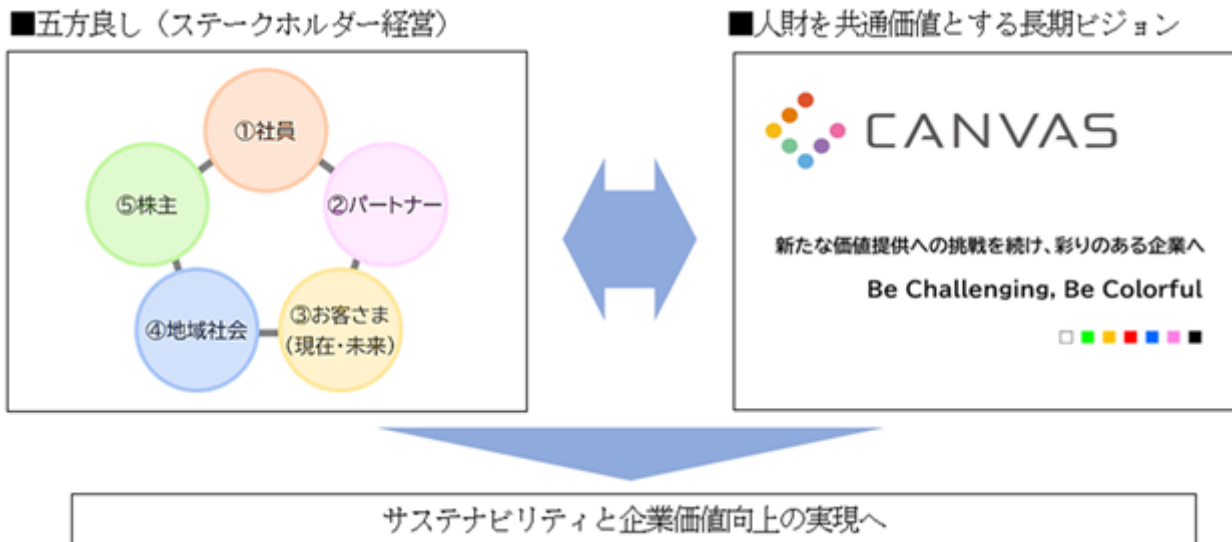 ■五方良し（ステークホルダー経営）
①社員
②パートナー
③お客さま
（現在・未来）
④地域社会
⑤株主
■人財を共通価値とする長期ビジョン
CANVAS
新たな価値提供への挑戦を続け、彩りのある企業へ
Be Challenging, Be Colorful
サステナビリティと企業価値向上の実現へ